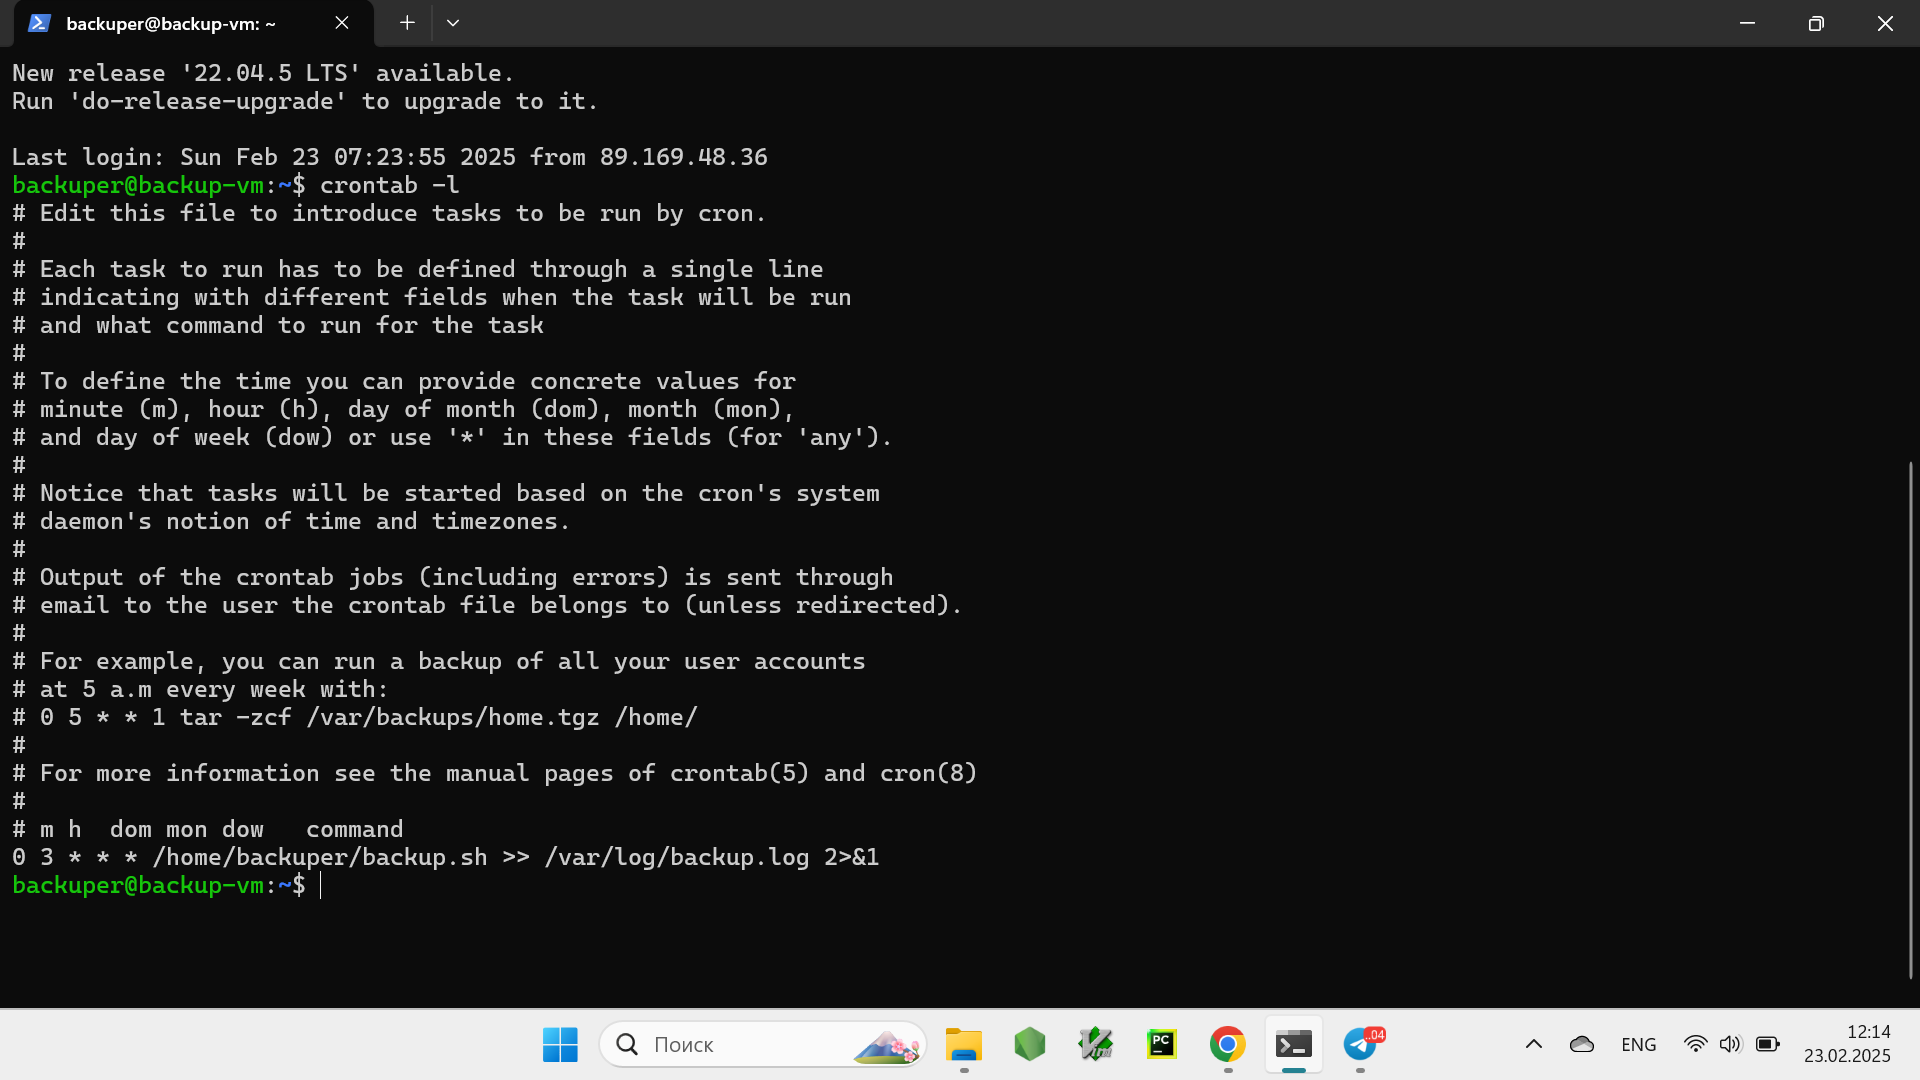 backuper@backup-vm: ~
New release '22.04.5 LTS' available.
Run 'do-release-upgrade' to upgrade to it.
Last login: Sun Feb 23 07:23:55 2025 from 89.169.48.36
backuper@backup-vm:~$ crontab -l
# Edit this file to introduce tasks to be run by cron.
#
# Each task to run has to be defined through a single line
# indicating with different fields when the task will be run
# and what command to run for the task
#
# To define the time you can provide concrete values for
# minute (m), hour (h), day of month (dom), month (mon),
# and day of week (dow) or use '*' in these fields (for 'any').
#
# Notice that tasks will be started based on the cron's system
# daemon's notion of time and timezones.
#
# Output of the crontab jobs (including errors) is sent through
# email to the user the crontab file belongs to (unless redirected).
#
# For example, you can run a backup of all your user accounts
# at 5 a.m every week with:
# 0 5 * * 1 tar -zcf /var/backups/home.tgz /home/
#
# For more information see the manual pages of crontab(5) and cron(8)
#
# m h  dom mon dow   command
0 3 * * * /home/backuper/backup.sh >> /var/log/backup.log 2>&1
backuper@backup-vm:~$
Поиск
Vim
PC
..04
ENG
12:14
23.02.2025